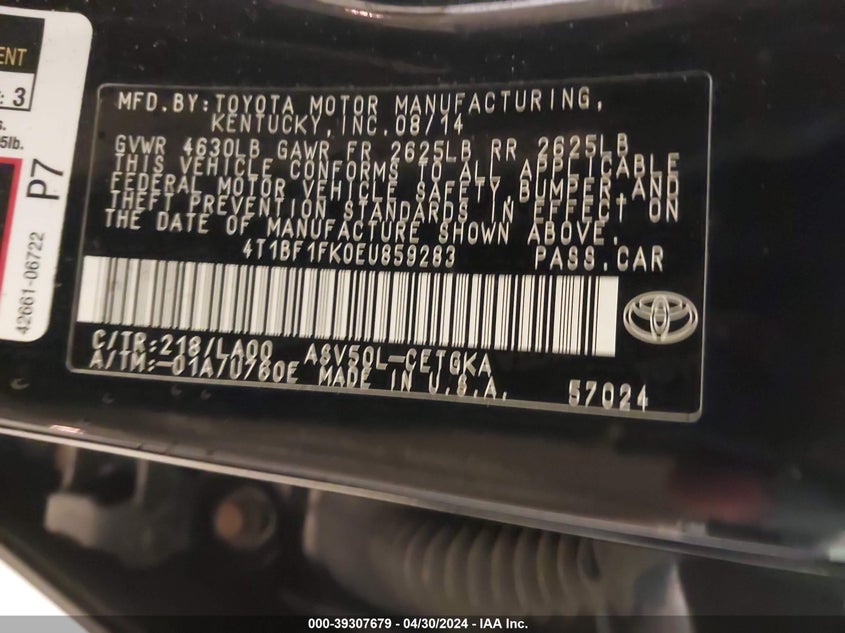 ENT
: 3
s.
5lb.
P7
42661-06722
MFD.BY:TOYOTA MOTOR MANUFACTURING,
KENTUCKY,INC.08/14
GVWR 4630LB GAWR FR 2625LB RR 2625LB
THIS VEHICLE CONFORMS TO ALL APPLICABLE
FEDERAL MOTOR VEHICLE SAFETY,BUMPER AND
THEFT PREVENTION STANDARDS IN EFFECT ON
THE DATE OF MANUFACTURE SHOWN ABOVE.
4T1BF1FK0EU859283 PASS.CAR
C/TR:218/LA00 ASV50L-CETGKA
A/TM:-01A/U760E MADE IN U.S.A. 57024
000-39307679 - 04/30/2024 - IAA Inc.